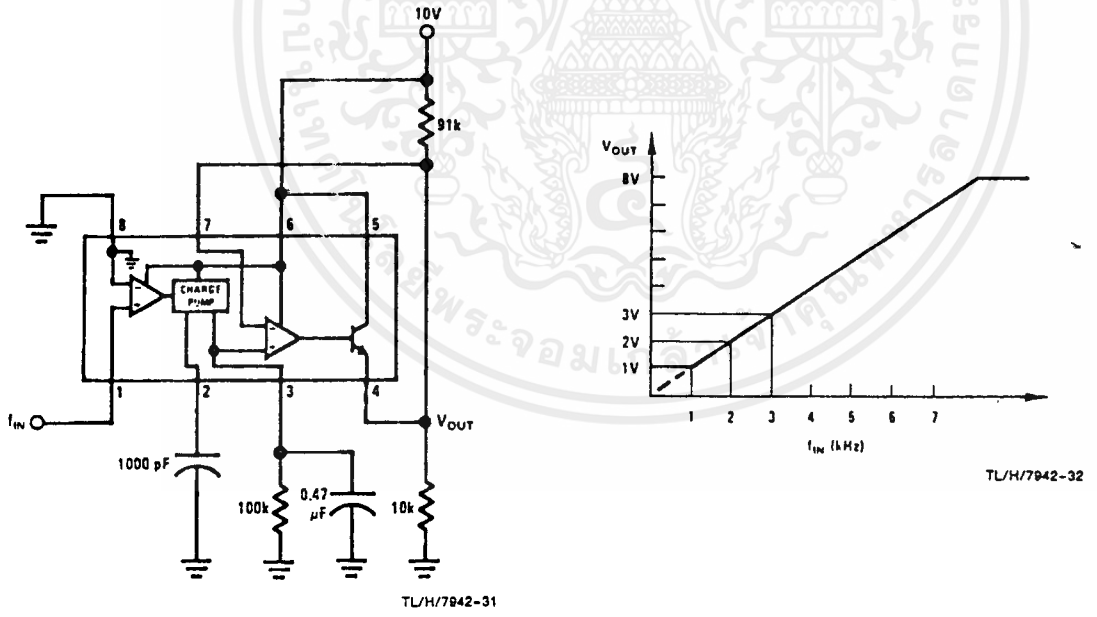 10V
91k
8
7
6
5
CHARGE
PUMP
1
2
3
4
fIN
VOUT
1000 pF
100k
0.47
µF
10k
TL/H/7942-31
VOUT
8V
3V
2V
1V
1 2 3 4 5 6 7
fIN (kHz)
TL/H/7942-32